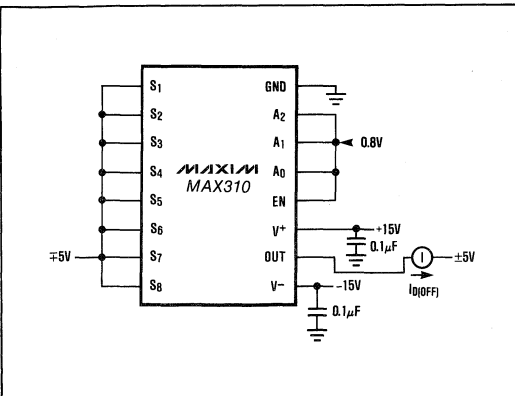 S1 GND
S2 A2
S3 A1 0.8V
S4 MAXIM A0
S5 MAX310 EN
S6 V+ +15V
0.1μF
∓5V S7 OUT I ±5V
ID(OFF)
S8 V− −15V
0.1μF